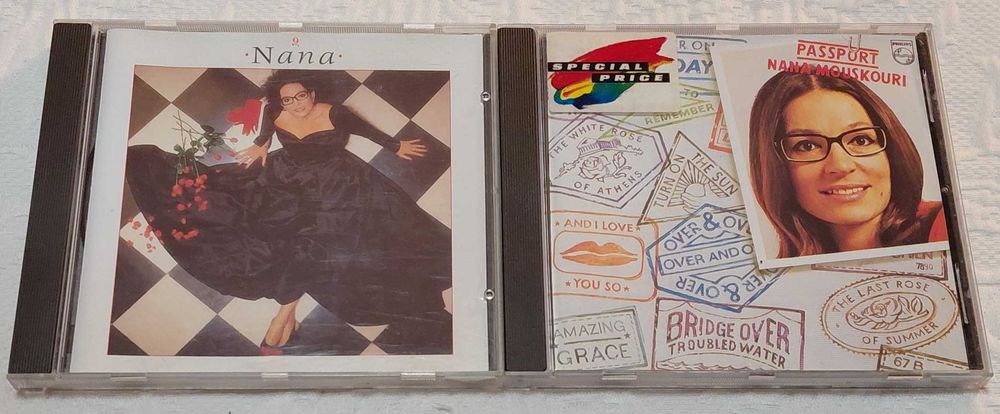 Nana
SPECIAL
PRICE
PASSPORT
NANA MOUSKOURI
PHILIPS
DAY
TO
REMEMBER
THE WHITE ROSE
OF ATHENS
TURN ON
THE SUN
AND I LOVE
YOU SO
OVER & OVER
OVER AND OVER
& OVER
AMAZING
GRACE
BRIDGE OVER
TROUBLED WATER
THE LAST ROSE
OF SUMMER
67 B